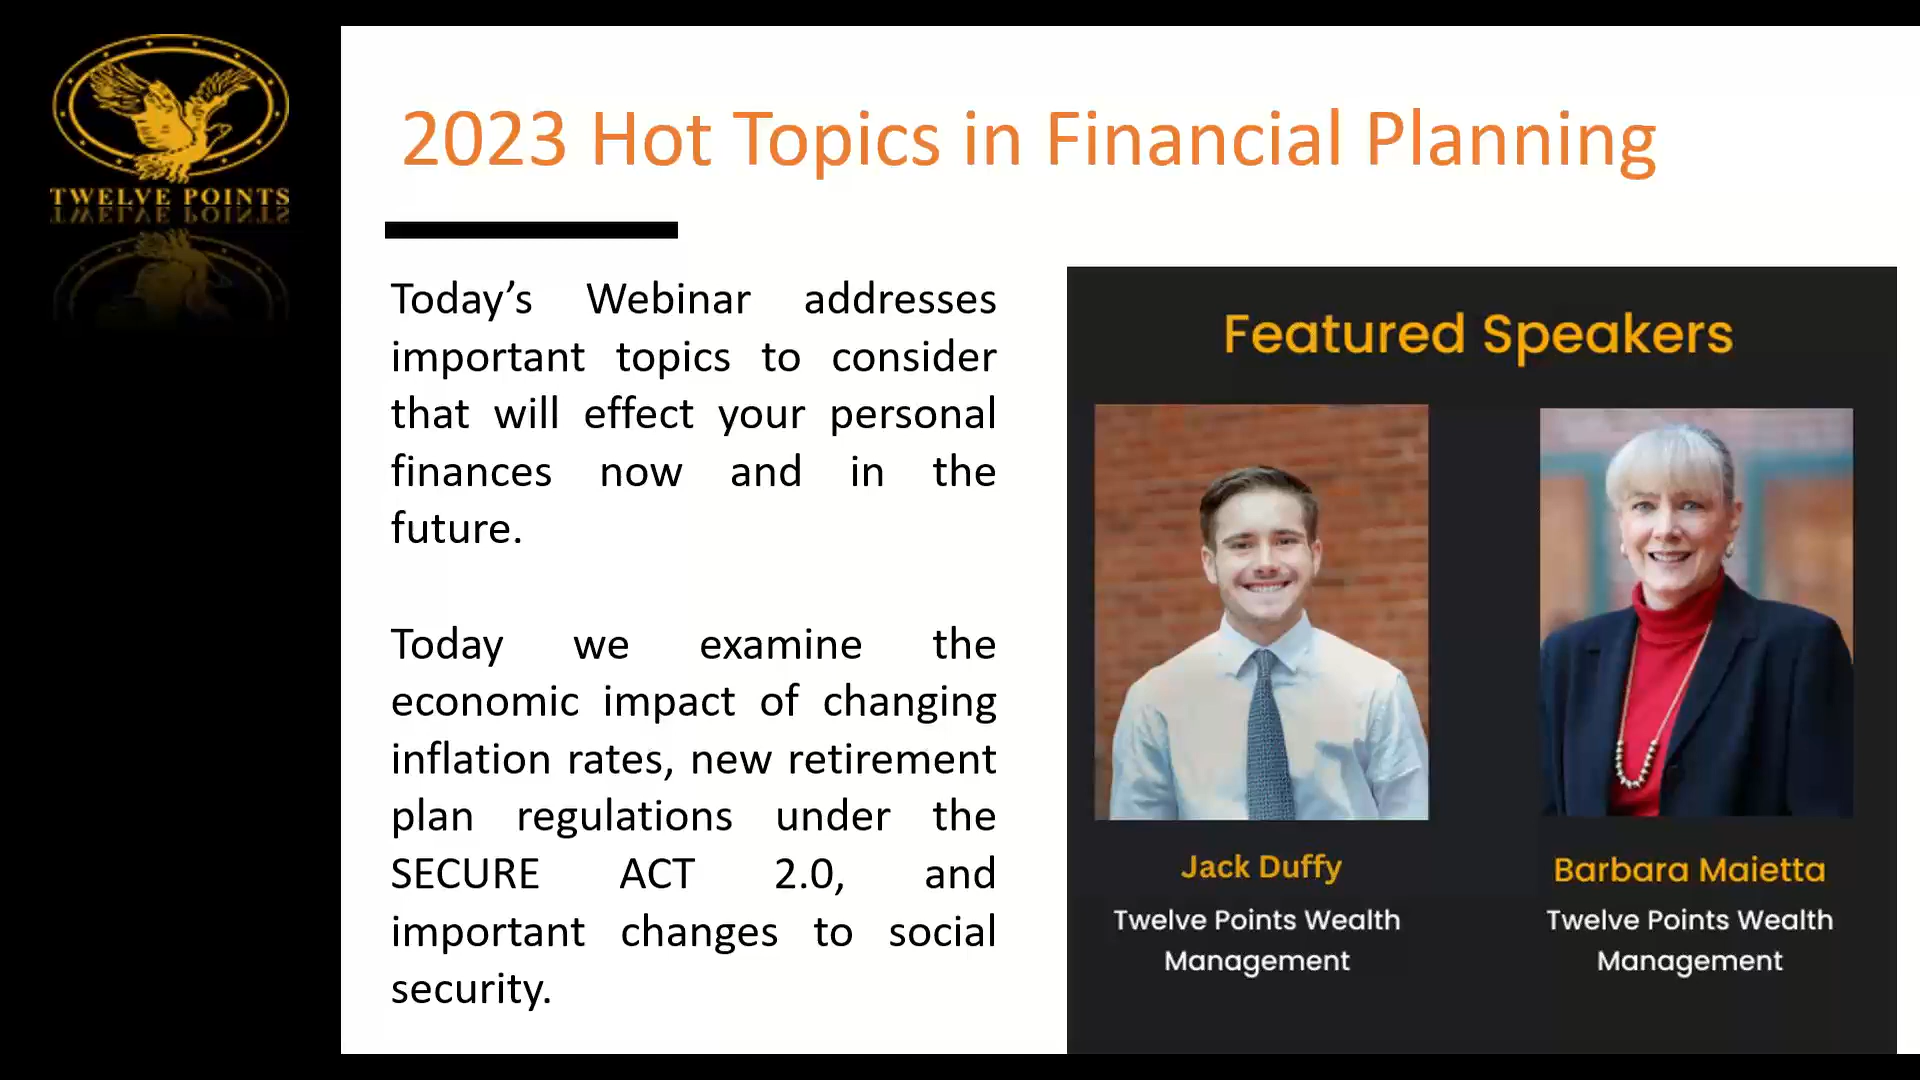 TWELVE POINTS
2023 Hot Topics in Financial Planning
Today’s Webinar addresses
important topics to consider
that will effect your personal
finances now and in the
future.
Today we examine the
economic impact of changing
inflation rates, new retirement
plan regulations under the
SECURE ACT 2.0, and
important changes to social
security.
Featured Speakers
Jack Duffy
Twelve Points Wealth
Management
Barbara Maietta
Twelve Points Wealth
Management